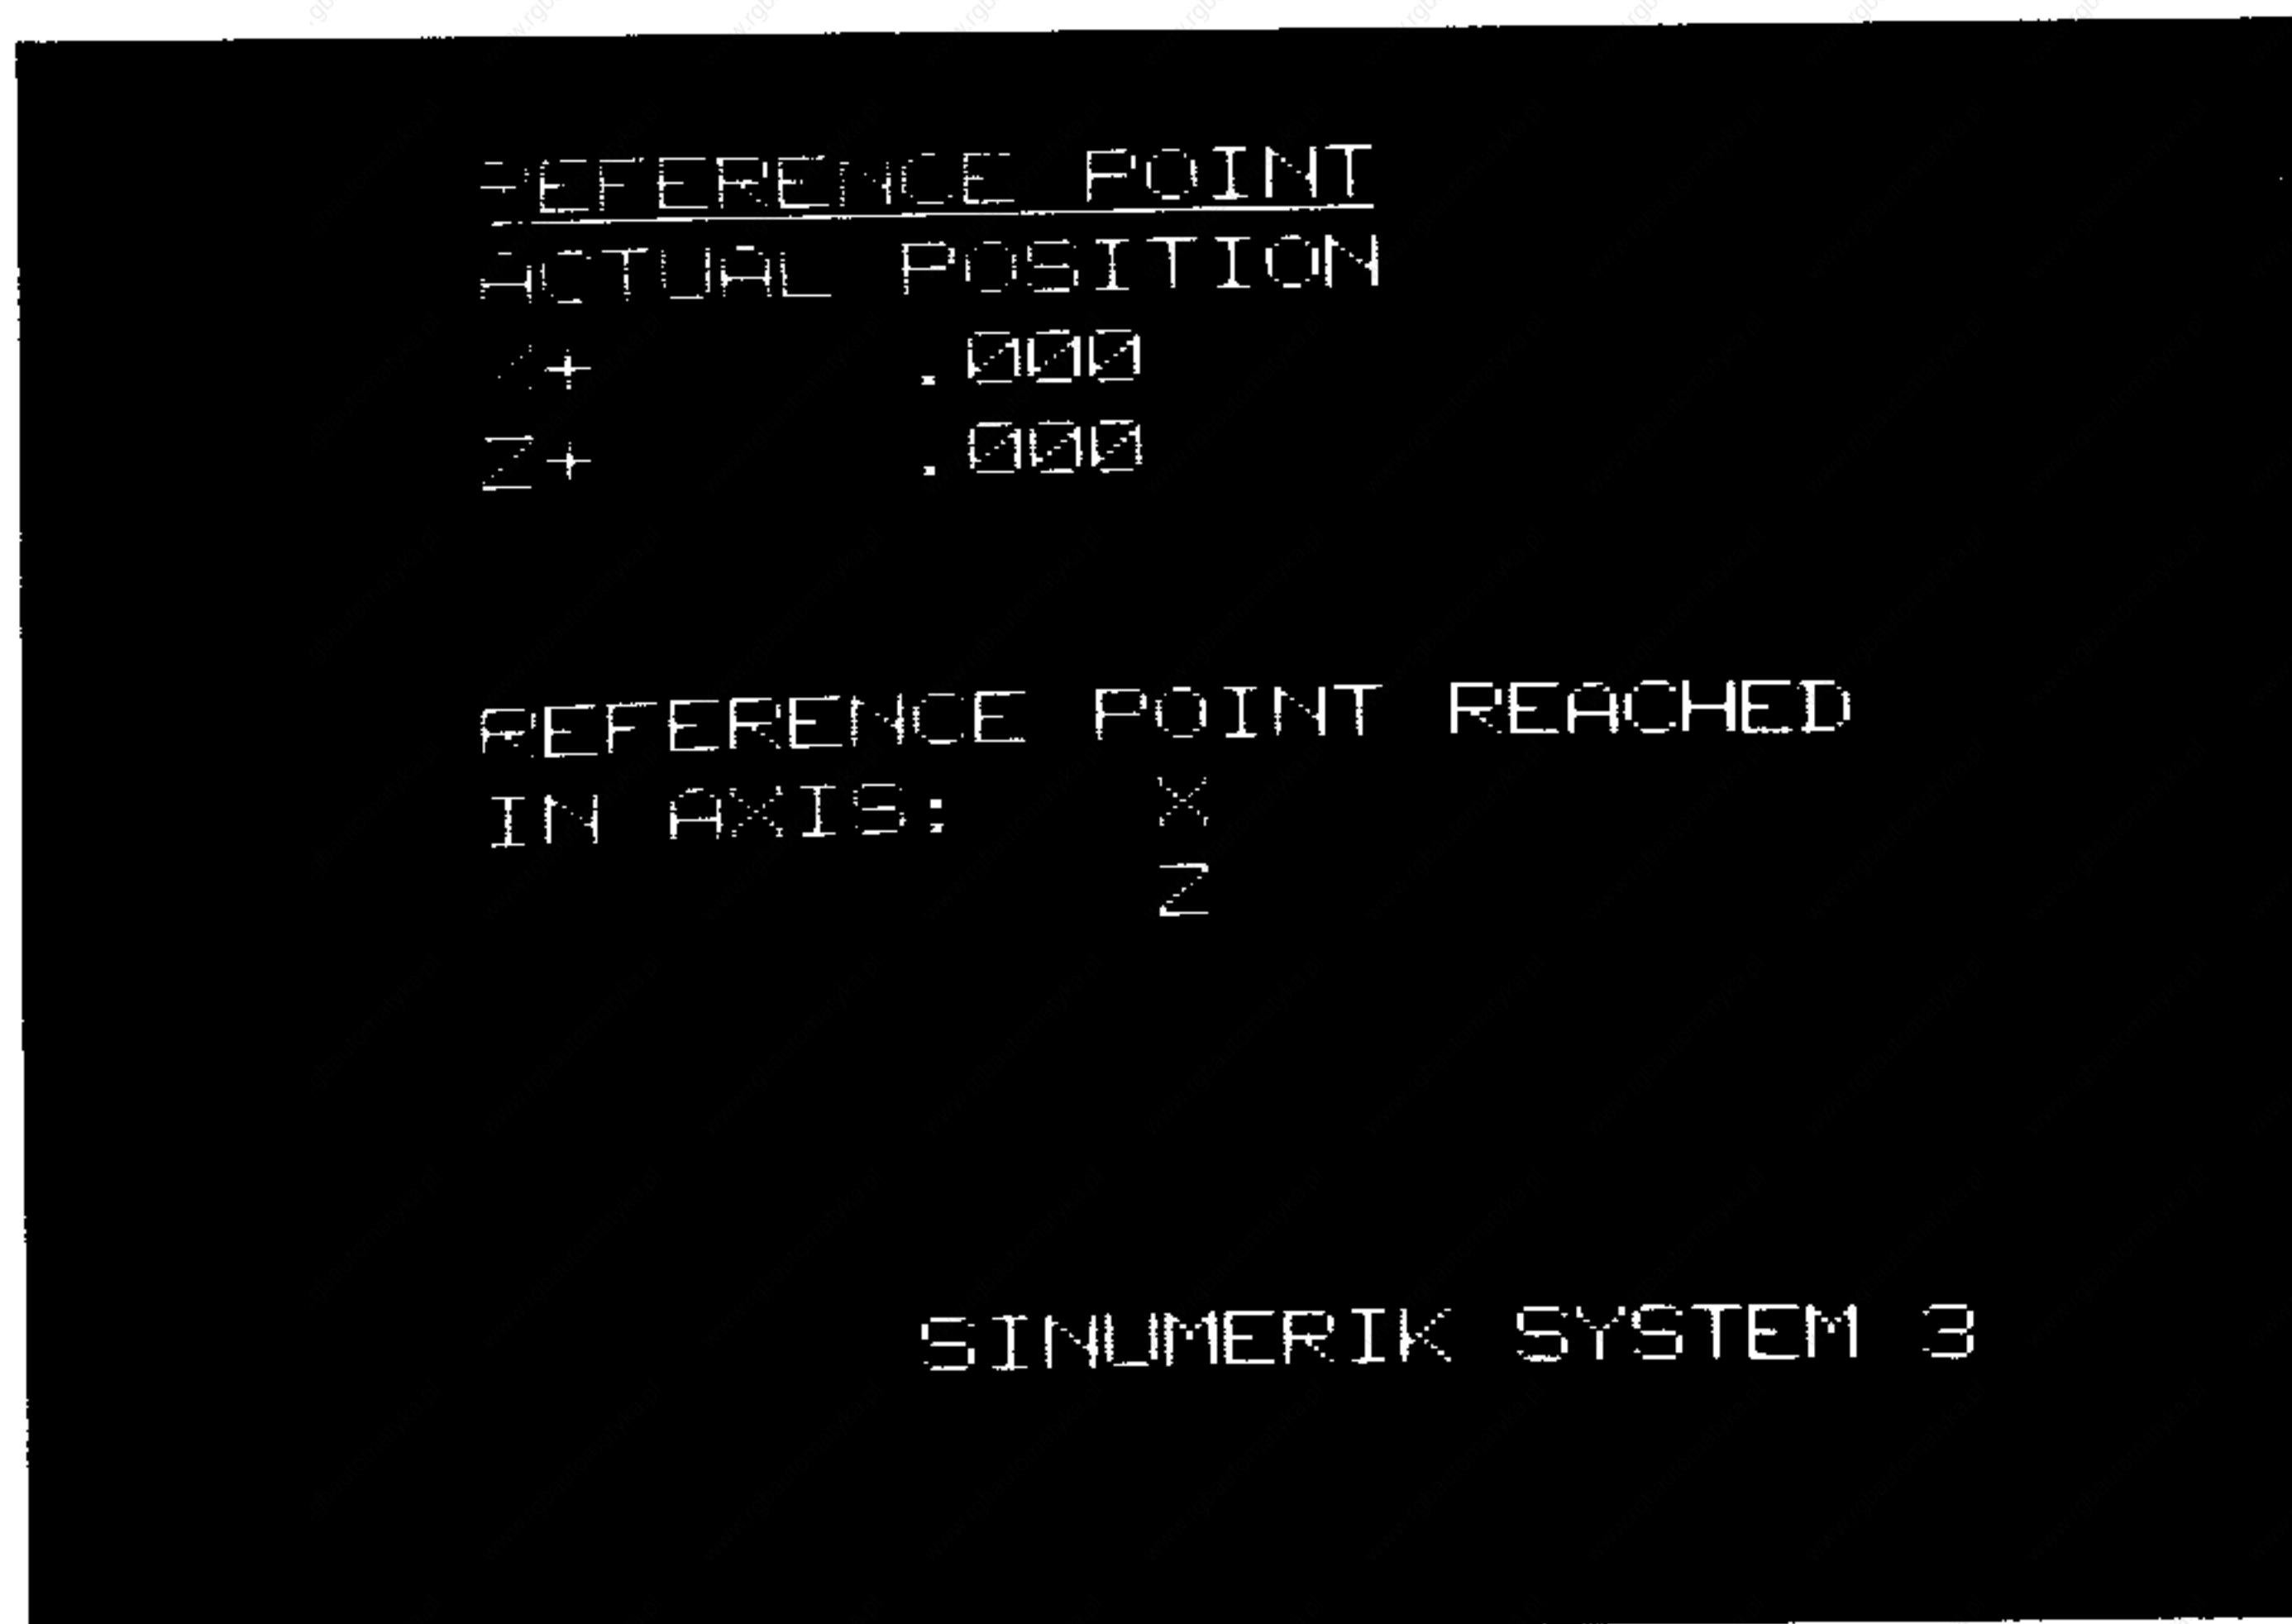 REFERENCE POINT
ACTUAL POSITION
X+ .000
Z+ .000
REFERENCE POINT REACHED
IN AXIS: X
Z
SINUMERIK SYSTEM 3